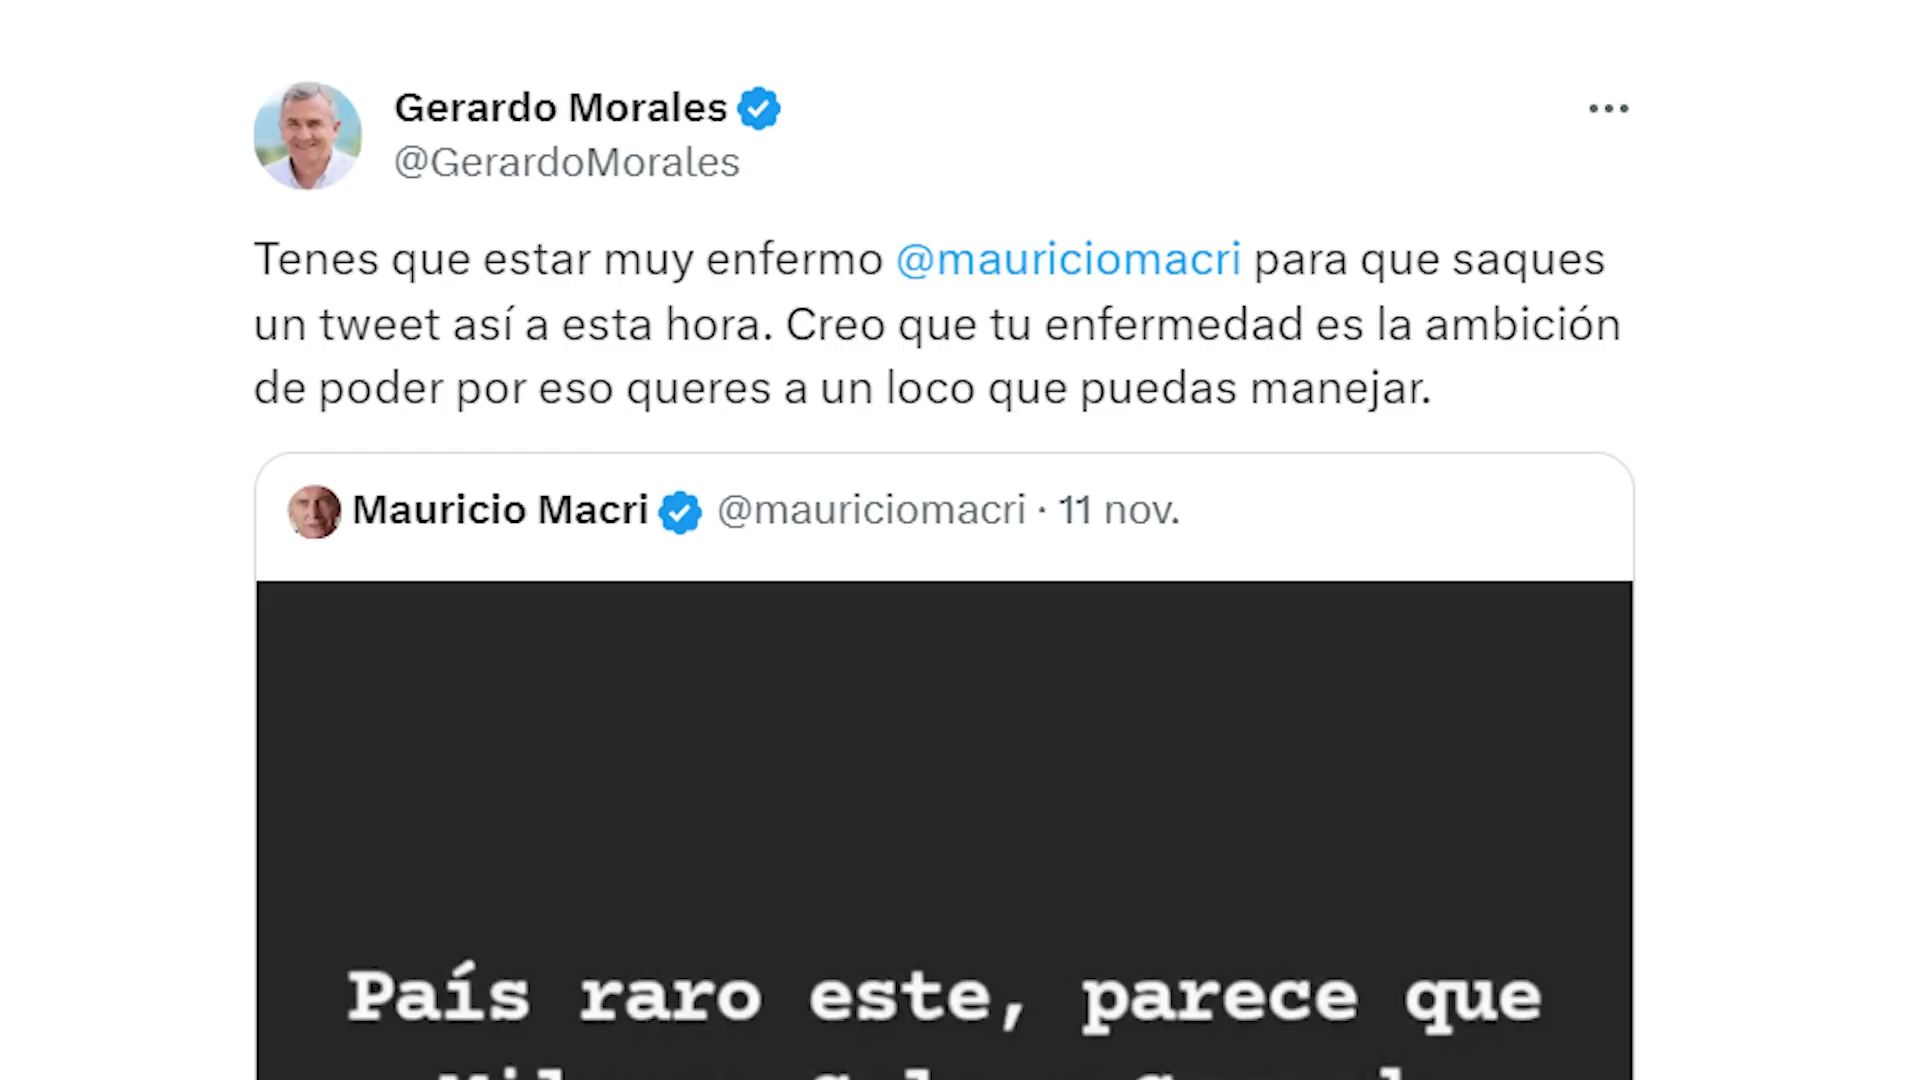 Gerardo Morales
@GerardoMorales
Tenes que estar muy enfermo @mauriciomacri para que saques
un tweet así a esta hora. Creo que tu enfermedad es la ambición
de poder por eso queres a un loco que puedas manejar.
Mauricio Macri @mauriciomacri · 11 nov.
País raro este, parece que